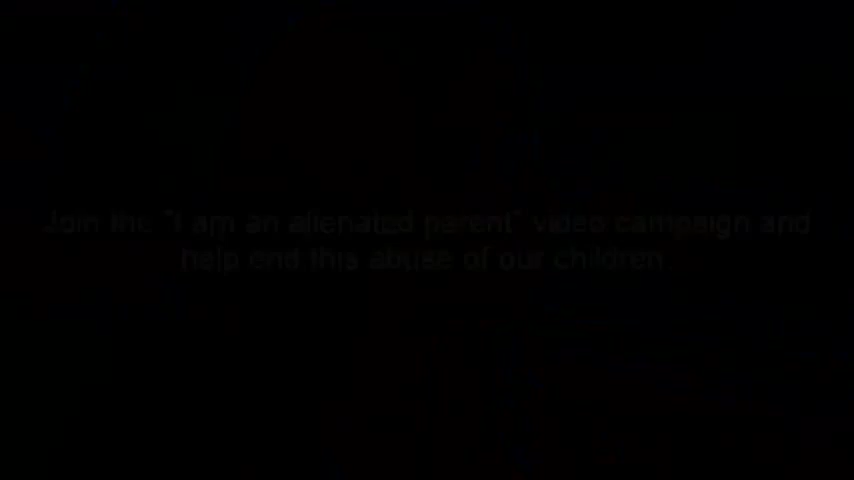 Join the "I am an alienated parent" video campaign and
help end this abuse of our children.